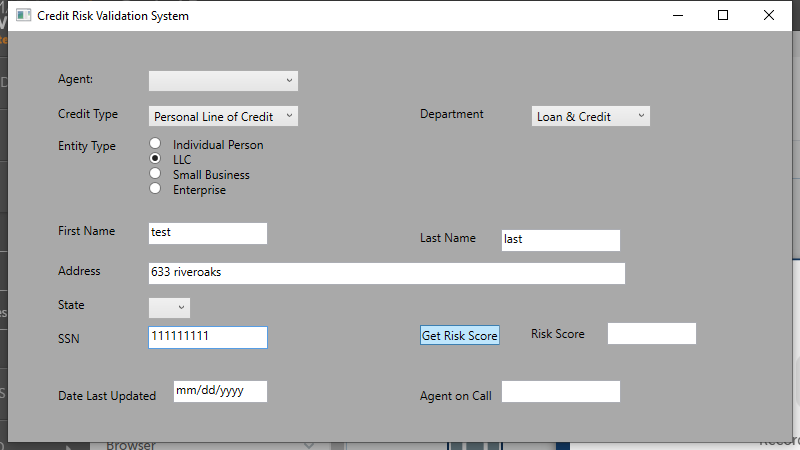 Credit Risk Validation System
Agent:
Credit Type Personal Line of Credit Department Loan & Credit
Entity Type Individual Person
LLC
Small Business
Enterprise
First Name test
Last Name last
Address 633 riveroaks
State
SSN 111111111 Get Risk Score Risk Score
Date Last Updated mm/dd/yyyy Agent on Call
Browser
Record